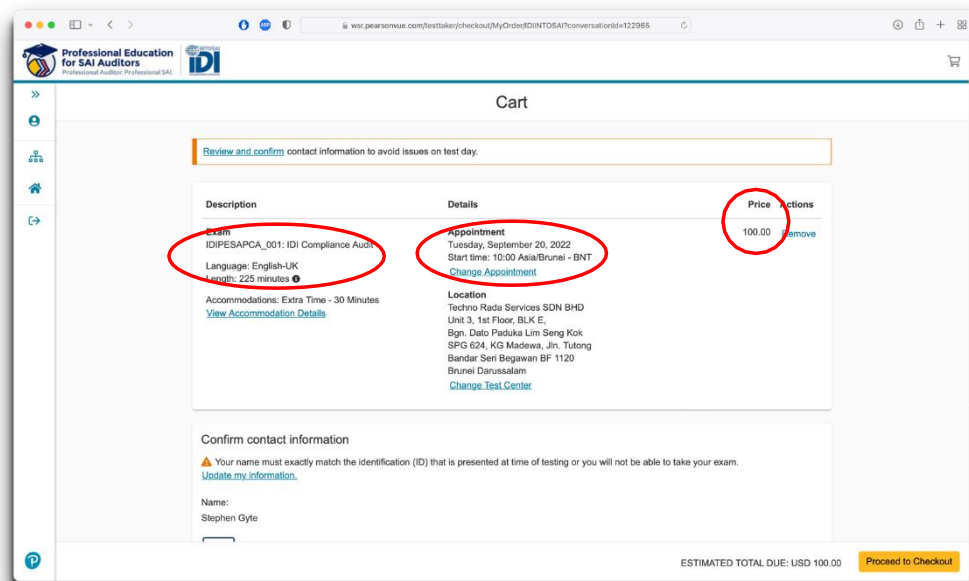 wsr.pearsonvue.com/testtaker/checkout/MyOrder/IDIINTOSAI?conversationId=122965
Professional Education
for SAI Auditors
Professional Auditor. Professional SAI.
INTOSAI
IDI
Cart
Review and confirm contact information to avoid issues on test day.
Description Details Price Actions
Exam
IDIPESAPCA_001: IDI Compliance Audit
Language: English-UK
Length: 225 minutes
Accommodations: Extra Time - 30 Minutes
View Accommodation Details
Appointment
Tuesday, September 20, 2022
Start time: 10:00 Asia/Brunei - BNT
Change Appointment
Location
Techno Rada Services SDN BHD
Unit 3, 1st Floor, BLK E,
Bgn. Dato Paduka Lim Seng Kok
SPG 624, KG Madewa, Jln. Tutong
Bandar Seri Begawan BF 1120
Brunei Darussalam
Change Test Center
100.00 Remove
Confirm contact information
Your name must exactly match the identification (ID) that is presented at time of testing or you will not be able to take your exam.
Update my information.
Name:
Stephen Gyte
ESTIMATED TOTAL DUE: USD 100.00 Proceed to Checkout